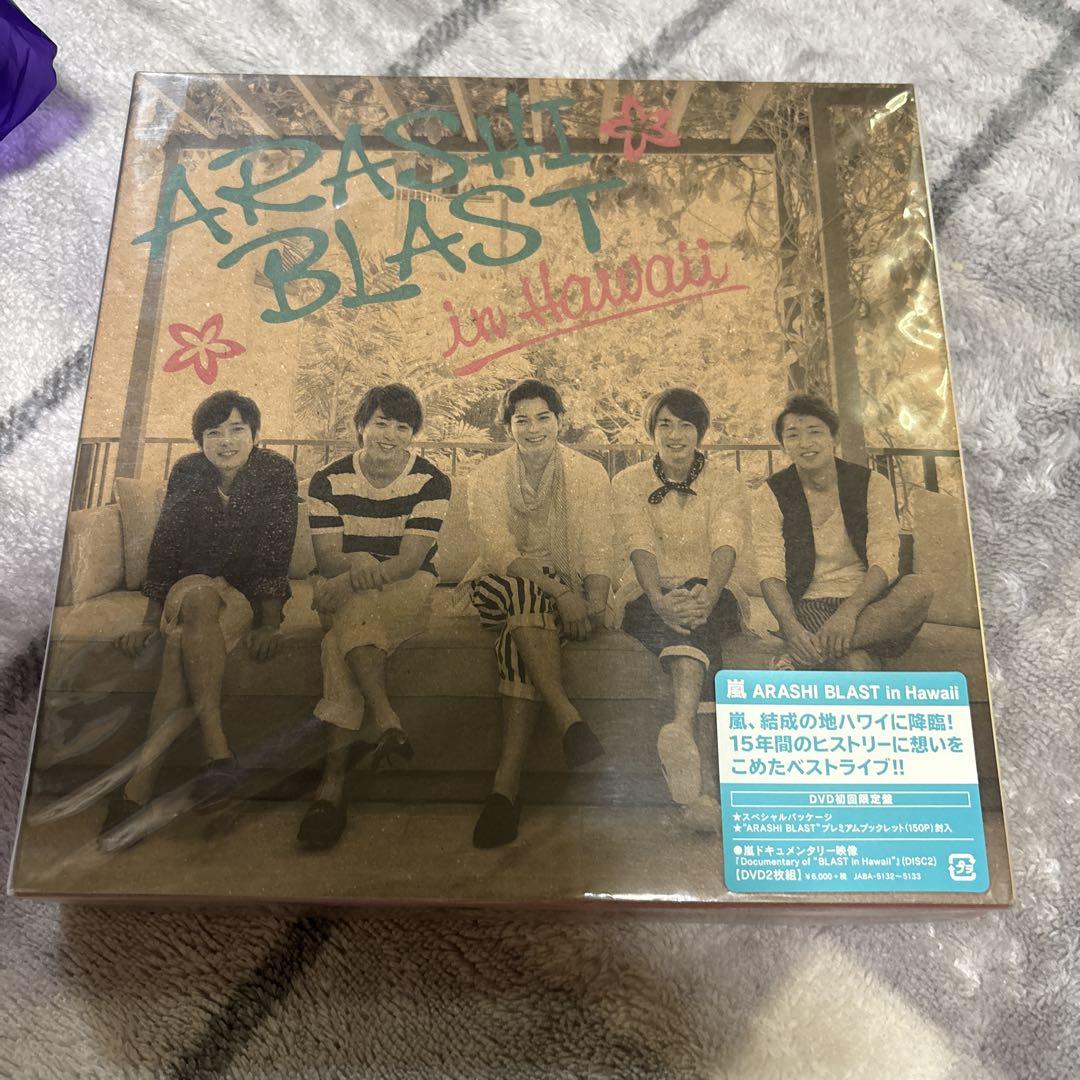 ARASHI
BLAST
in Hawaii
嵐 ARASHI BLAST in Hawaii
嵐、結成の地ハワイに降臨!
15年間のヒストリーに想いを
こめたベストライブ!!
DVD初回限定盤
★スペシャルパッケージ
★"ARASHI BLAST"プレミアムブックレット(150P)封入
●嵐ドキュメンタリー映像
『Documentary of "BLAST in Hawaii"』(DISC2)
【DVD2枚組】¥6,000+税 JABA-5132~5133